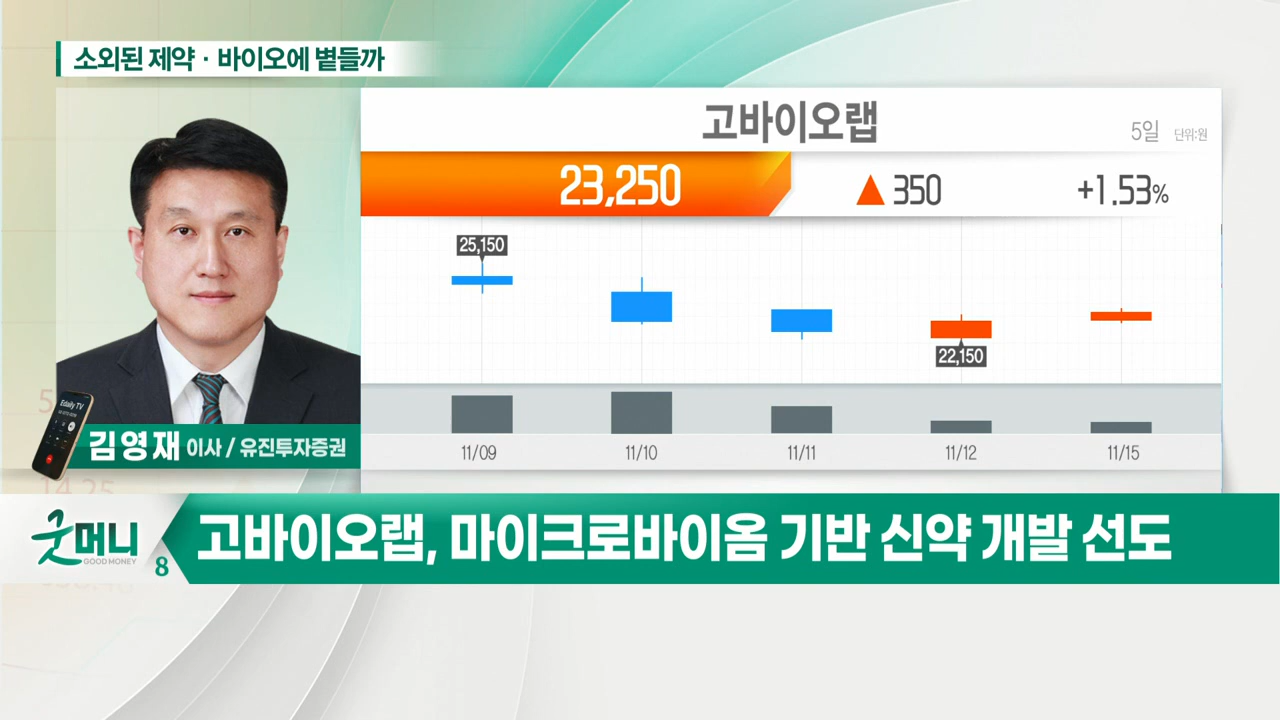 소외된 제약 · 바이오에 볕들까
고바이오랩
5일 단위:원
23,250 ▲ 350 +1.53%
25,150
22,150
11/09 11/10 11/11 11/12 11/15
Edaily TV
김영재 이사 / 유진투자증권
14.25
굿머니
GOOD MONEY
8
고바이오랩, 마이크로바이옴 기반 신약 개발 선도